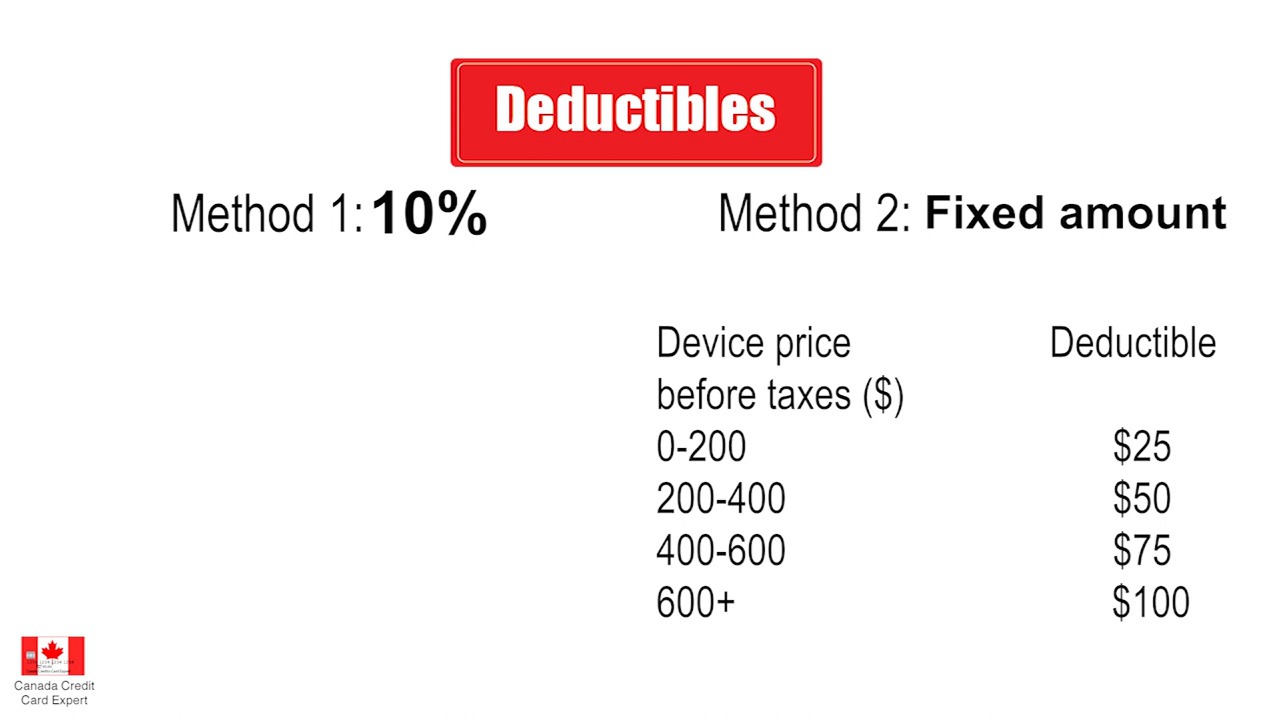 Deductibles
Method 1: 10%
Method 2: Fixed amount
Device price Deductible
before taxes ($)
0-200 $25
200-400 $50
400-600 $75
600+ $100
Canada Credit
Card Expert